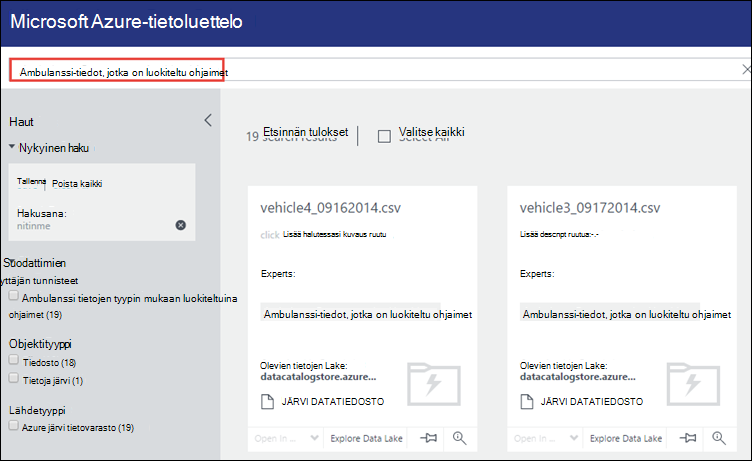 Microsoft Azure-tietoluettelo
Ambulanssi-tiedot, jotka on luokiteltu ohjaimet
Haut
Nykyinen haku
Tallenna
Poista kaikki
Hakusana:
nitinme
Suodattimien
yttäjän tunnisteet
Ambulanssi tietojen tyypin mukaan luokiteltuina
ohjaimet (19)
Objektityyppi
Tiedosto (18)
Tietoja järvi (1)
Lähdetyyppi
Azure järvi tietovarasto (19)
19 Etsinnän tulokset
Valitse kaikki
vehicle4_09162014.csv
click Lisää halutessasi kuvaus ruutu
Experts:
Ambulanssi-tiedot, jotka on luokiteltu ohjaimet
Olevien tietojen Lake:
datacatalogstore.azure...
JÄRVI DATATIEDOSTO
Open In ...
Explore Data Lake
vehicle3_09172014.csv
Lisää descript ruutua:-.-
Experts:
Ambulanssi-tiedot, jotka on luokiteltu ohjaimet
Olevien tietojen Lake:
datacatalogstore.azure...
JÄRVI DATATIEDOSTO
Open In ...
Explore Data Lake